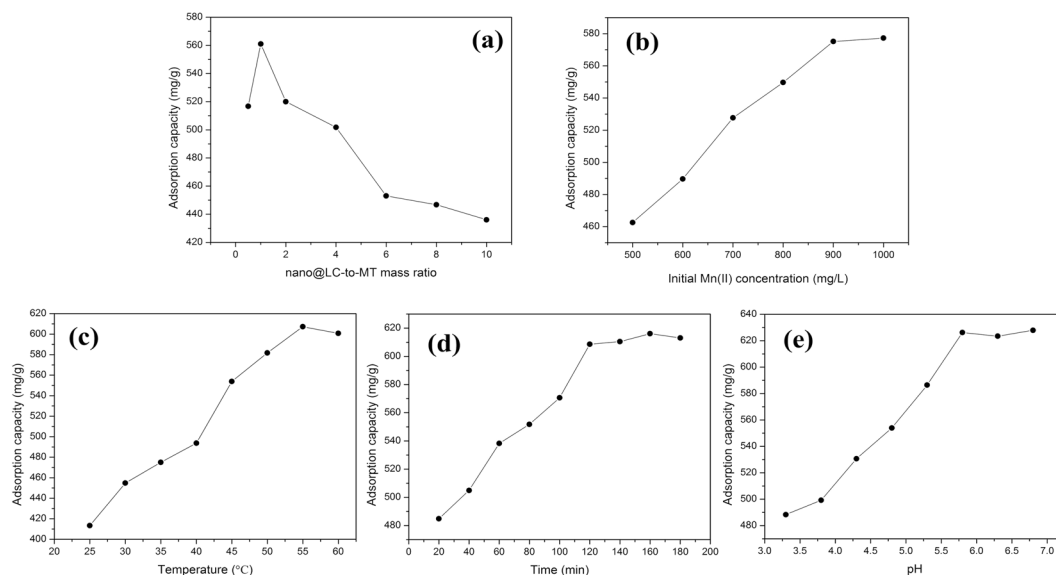 (a)
Adsorption capacity (mg/g)
580
560
540
520
500
480
460
440
420
0 2 4 6 8 10
nano@LC-to-MT mass ratio
(b)
Adsorption capacity (mg/g)
580
560
540
520
500
480
460
500 600 700 800 900 1000
Initial Mn(II) concentration (mg/L)
(c)
Adsorption capacity (mg/g)
620
600
580
560
540
520
500
480
460
440
420
400
20 25 30 35 40 45 50 55 60
Temperature (°C)
(d)
Adsorption capacity (mg/g)
620
600
580
560
540
520
500
480
0 20 40 60 80 100 120 140 160 180 200
Time (min)
(e)
Adsorption capacity (mg/g)
640
620
600
580
560
540
520
500
480
3.0 3.5 4.0 4.5 5.0 5.5 6.0 6.5 7.0
pH